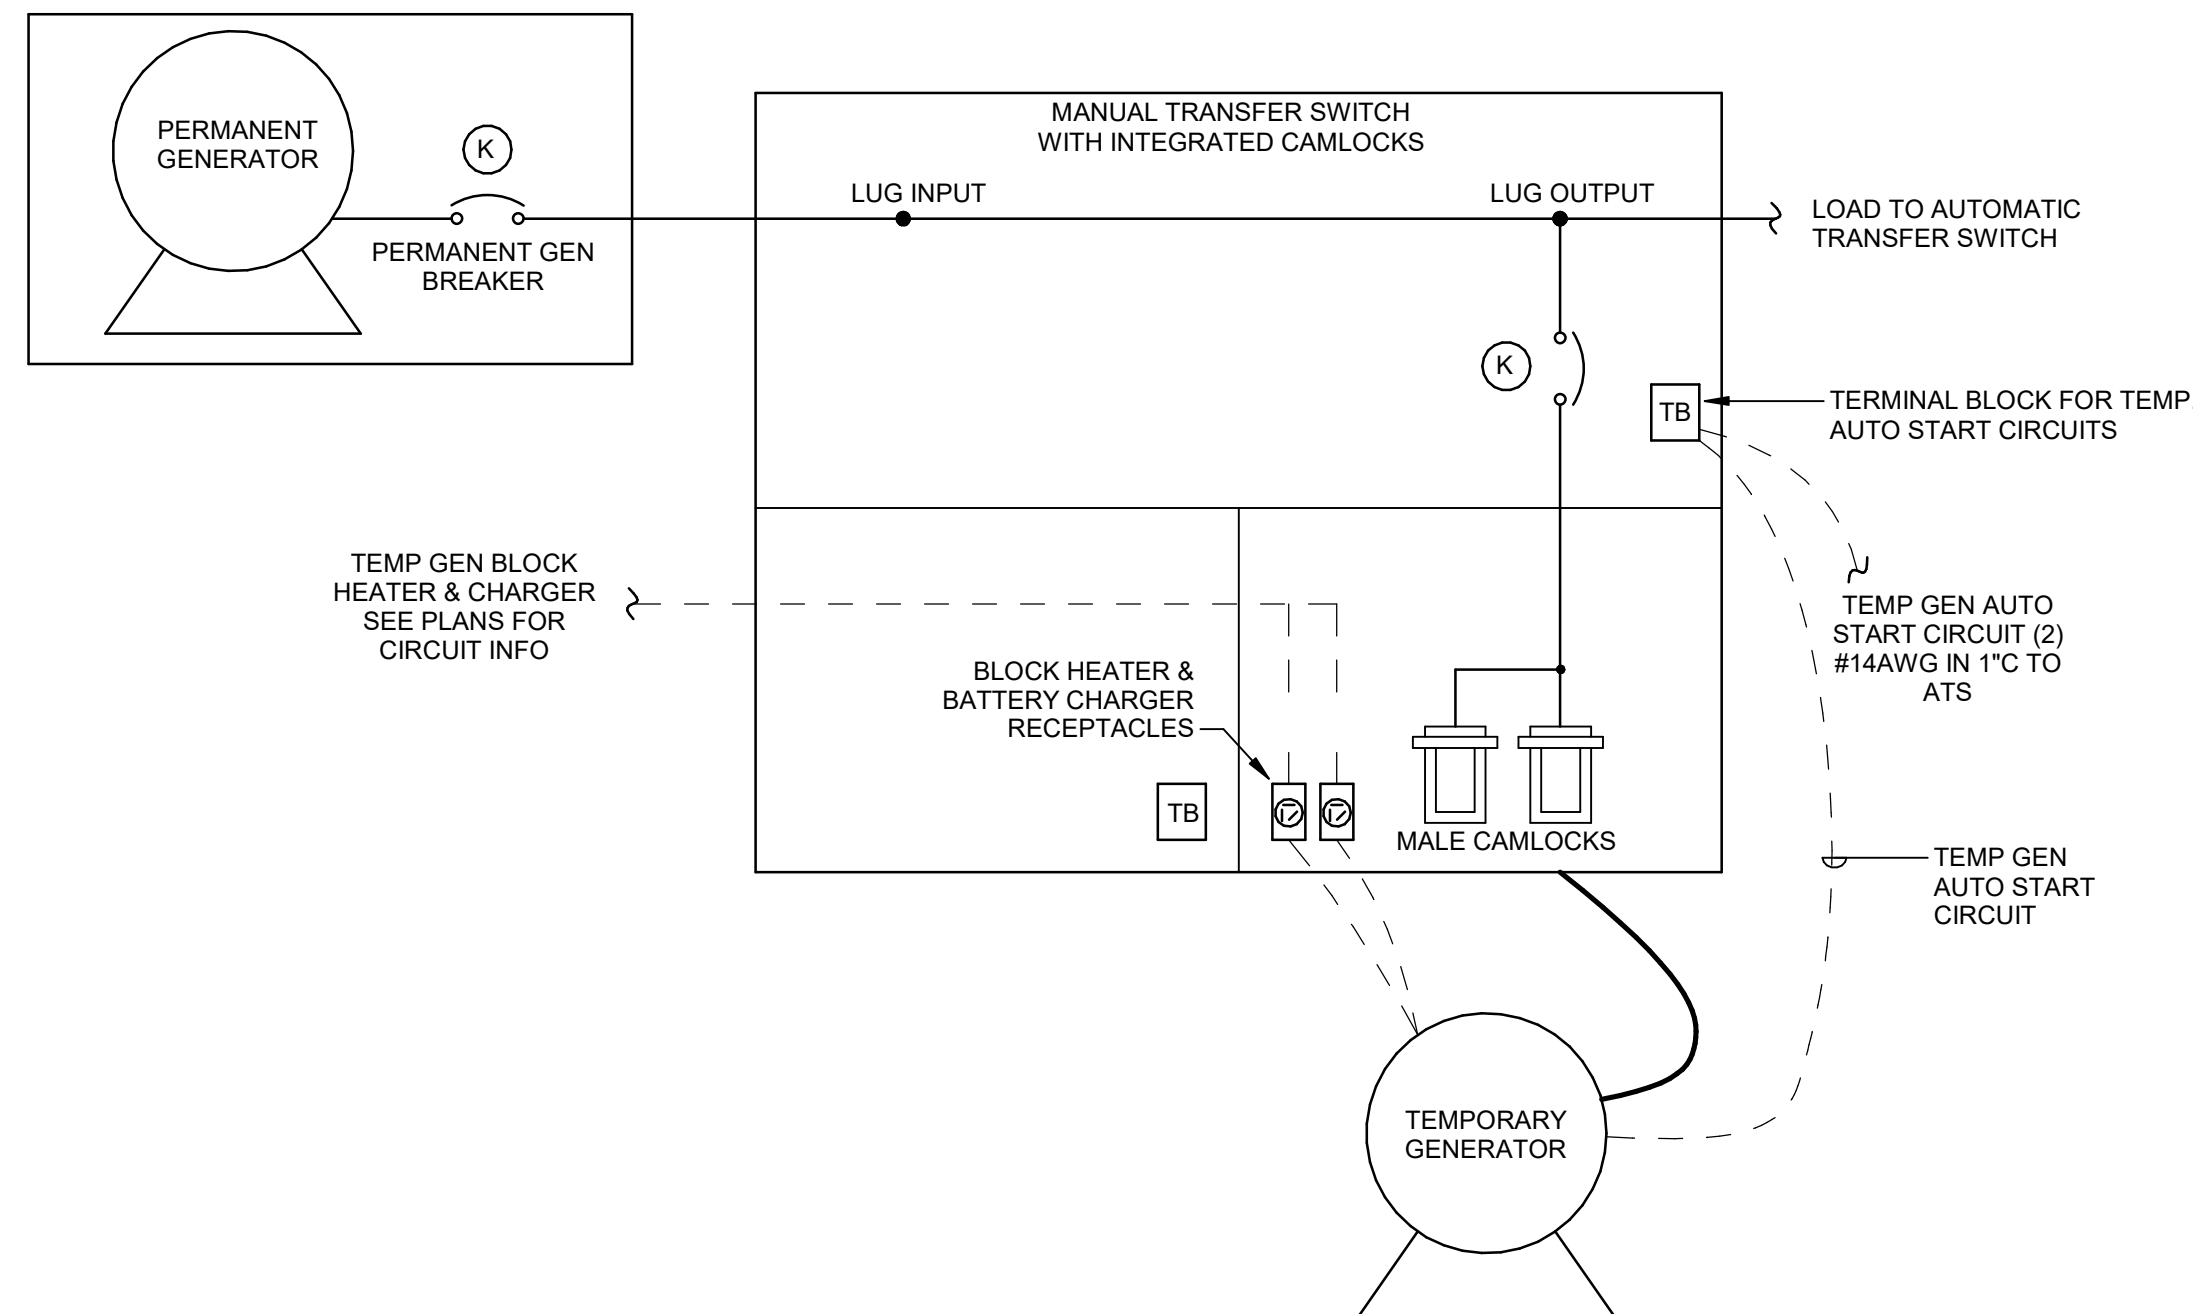 PERMANENT
GENERATOR
K
PERMANENT GEN
BREAKER
MANUAL TRANSFER SWITCH
WITH INTEGRATED CAMLOCKS
LUG INPUT
LUG OUTPUT
LOAD TO AUTOMATIC
TRANSFER SWITCH
K
TB
TERMINAL BLOCK FOR TEMP.
AUTO START CIRCUITS
TEMP GEN BLOCK
HEATER & CHARGER
SEE PLANS FOR
CIRCUIT INFO
TEMP GEN AUTO
START CIRCUIT (2)
#14AWG IN 1"C TO
ATS
BLOCK HEATER &
BATTERY CHARGER
RECEPTACLES
TB
MALE CAMLOCKS
TEMP GEN
AUTO START
CIRCUIT
TEMPORARY
GENERATOR